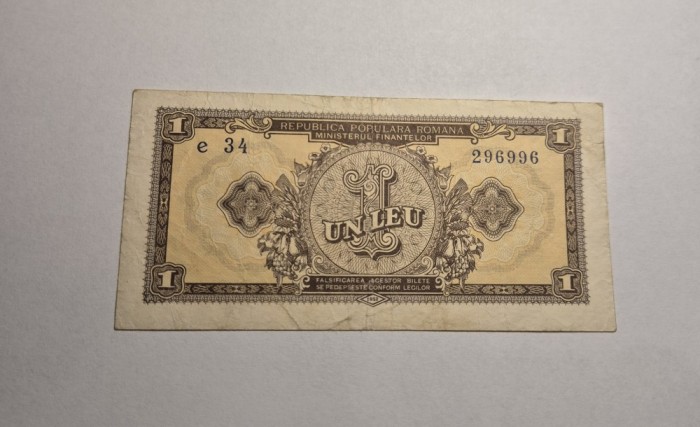 1 1
REPUBLICA POPULARA ROMANA
MINISTERUL FINANTELOR
e 34 296996
1
UN LEU
1 1
FALSIFICAREA ACESTOR BILETE
SE PEDEPSESTE CONFORM LEGILOR